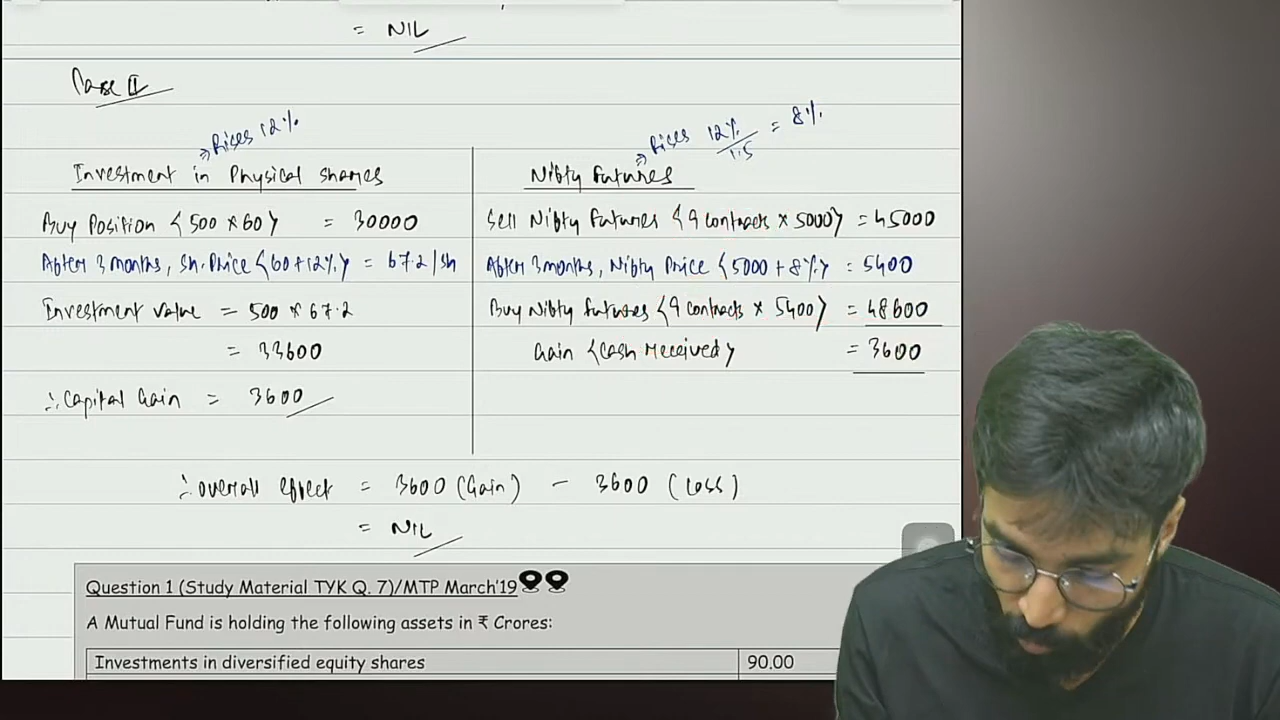 = NIL
Case II
⇒ Rises 12%
⇒ Rises 12%/1.5 = 8%
Investment in Physical Shares
Nifty Futures
Buy Position {500 × 60} = 30000
Sell Nifty Futures {9 contracts × 5000} = 45000
After 3 months, Sh. Price {60+12%} = 67.2/sh
After 3 months, Nifty Price {5000 + 8%} = 5400
Investment value = 500 × 67.2
Buy Nifty futures {9 contracts × 5400} = 48600
= 33600
Gain {Cash received} = 3600
∴ Capital Gain = 3600
∴ Overall effect = 3600 (Gain) - 3600 (Loss)
= NIL
Question 1 (Study Material TYK Q. 7)/MTP March'19
A Mutual Fund is holding the following assets in ₹ Crores:
Investments in diversified equity shares 90.00